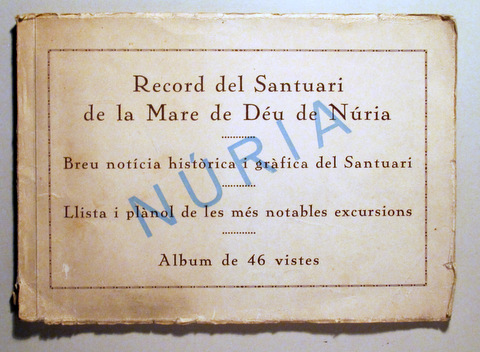 Record del Santuari
de la Mare de Déu de Núria
Breu notícia històrica i gràfica del Santuari
Llista i plànol de les més notables excursions
Album de 46 vistes
NÚRIA